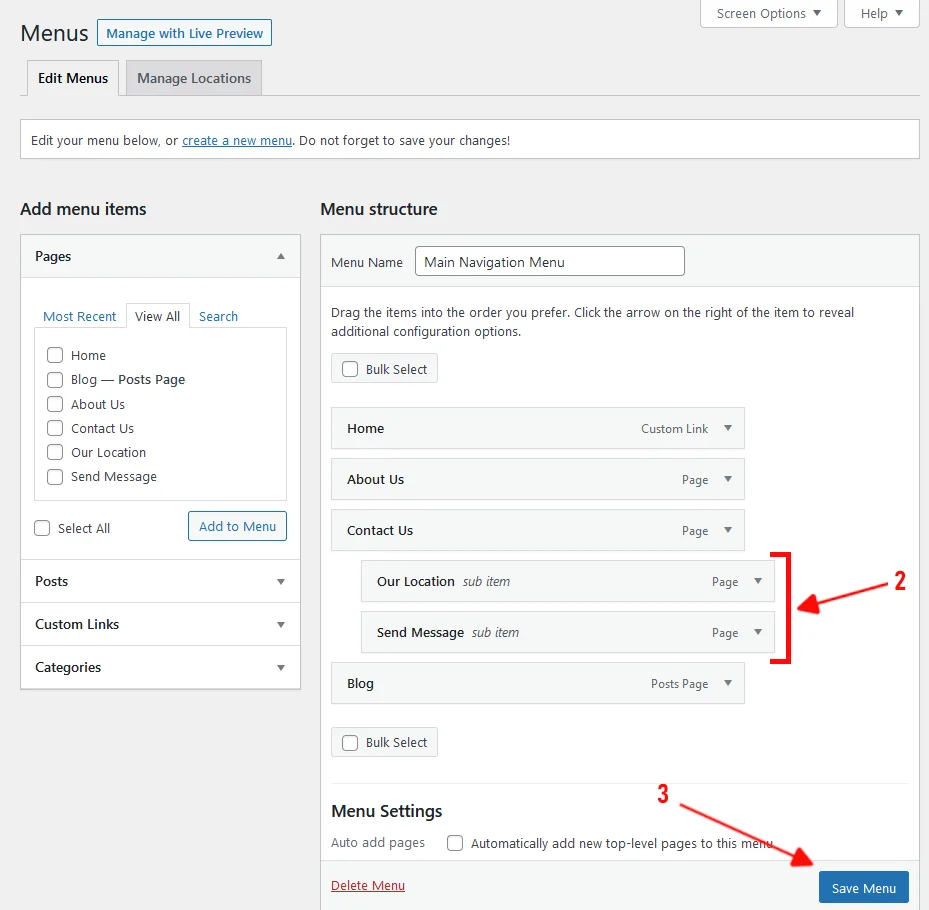 Screen Options
Help
Menus
Manage with Live Preview
Edit Menus
Manage Locations
Edit your menu below, or create a new menu. Do not forget to save your changes!
Add menu items
Pages
Most Recent
View All
Search
Home
Blog — Posts Page
About Us
Contact Us
Our Location
Send Message
Select All
Add to Menu
Posts
Custom Links
Categories
Menu structure
Menu Name
Main Navigation Menu
Drag the items into the order you prefer. Click the arrow on the right of the item to reveal
additional configuration options.
Bulk Select
Home Custom Link
About Us Page
Contact Us Page
Our Location sub item Page
Send Message sub item Page
2
Blog Posts Page
Bulk Select
3
Menu Settings
Auto add pages
Automatically add new top-level pages to this menu
Delete Menu
Save Menu